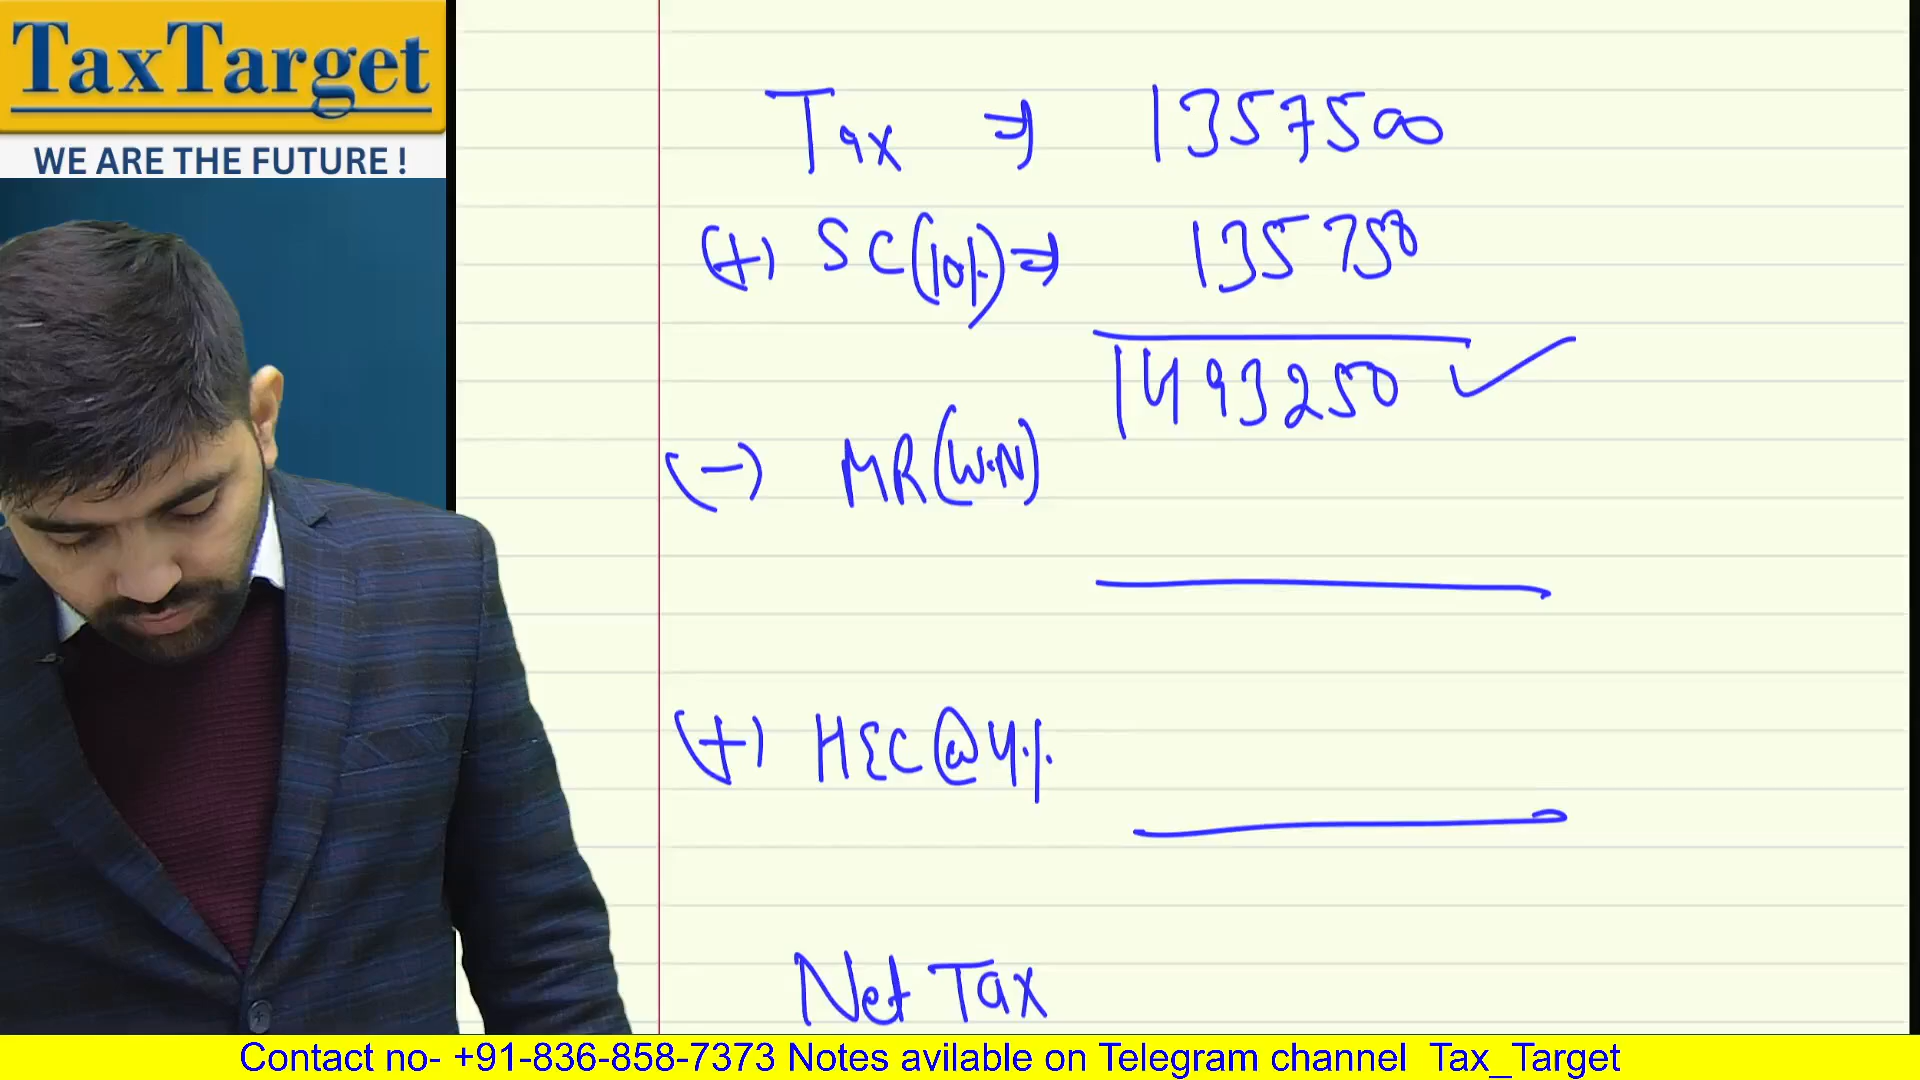 TaxTarget
WE ARE THE FUTURE !
Tax ⇒ 1357500
(+) SC(10%) ⇒ 135750
1493250 ✓
(-) MR(W.N)
(+) HEC@4%
Net Tax
Contact no- +91-836-858-7373 Notes avilable on Telegram channel Tax_Target